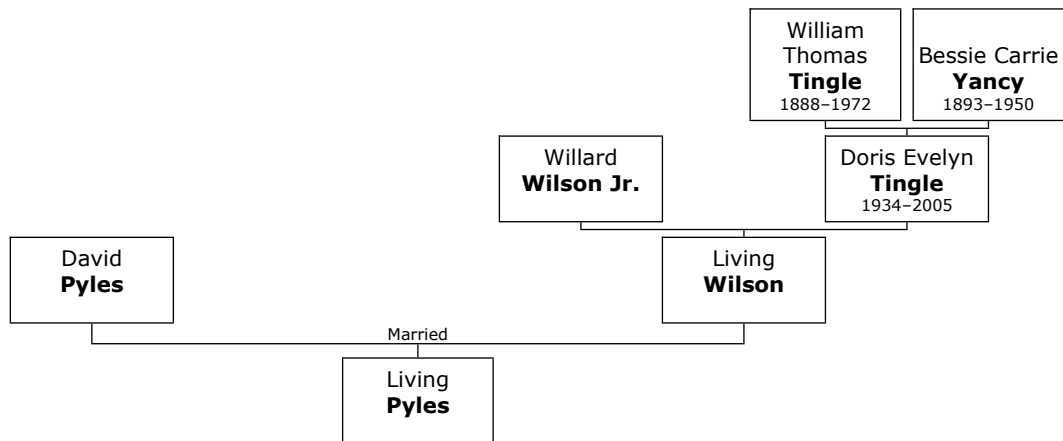 William
Thomas
Tingle
1888–1972
Bessie Carrie
Yancy
1893–1950
Willard
Wilson Jr.
Doris Evelyn
Tingle
1934–2005
David
Pyles
Living
Wilson
Married
Living
Pyles